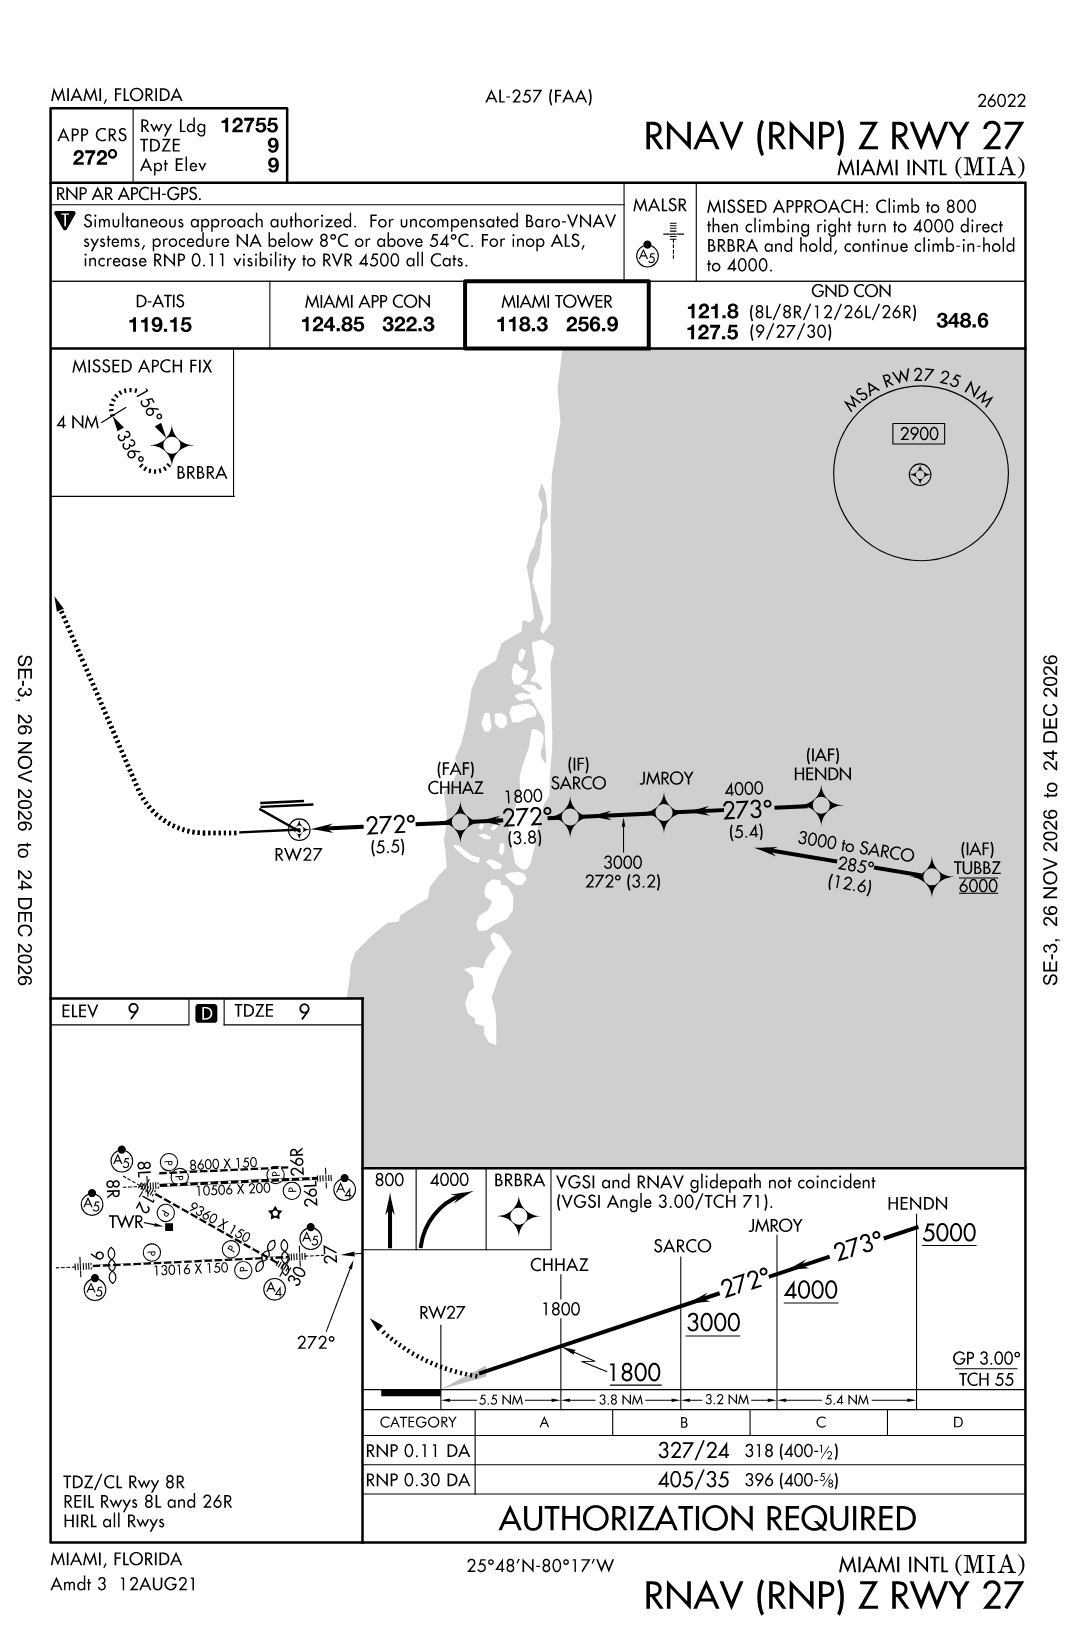 MIAMI, FLORIDA
AL-257 (FAA)
26022
APP CRS
272°
Rwy Ldg 12755
TDZE 9
Apt Elev 9
RNAV (RNP) Z RWY 27
MIAMI INTL (MIA)
RNP AR APCH-GPS.
T Simultaneous approach authorized. For uncompensated Baro-VNAV
systems, procedure NA below 8°C or above 54°C. For inop ALS,
increase RNP 0.11 visibility to RVR 4500 all Cats.
MALSR
A5
MISSED APPROACH: Climb to 800
then climbing right turn to 4000 direct
BRBRA and hold, continue climb-in-hold
to 4000.
D-ATIS
119.15
MIAMI APP CON
124.85 322.3
MIAMI TOWER
118.3 256.9
GND CON
121.8 (8L/8R/12/26L/26R)
127.5 (9/27/30)
348.6
MISSED APCH FIX
4 NM
156°
336°
BRBRA
MSA RW27 25 NM
2900
SE-3, 26 NOV 2026 to 24 DEC 2026
SE-3, 26 NOV 2026 to 24 DEC 2026
(FAF)
CHHAZ
(IF)
SARCO
JMROY
(IAF)
HENDN
RW27
272°
(5.5)
1800
272°
(3.8)
3000
272° (3.2)
4000
273°
(5.4)
3000 to SARCO
285°
(12.6)
(IAF)
TUBBZ
6000
ELEV 9
D
TDZE 9
A5
8L
P
8600 X 150
P
26R
8R
A5
P
10506 X 200
P
26L
A4
12
P
9360 X 150
TWR
A5
9
P
P
27
13016 X 150
P
30
A5
A4
272°
TDZ/CL Rwy 8R
REIL Rwys 8L and 26R
HIRL all Rwys
800
4000
BRBRA
VGSI and RNAV glidepath not coincident
(VGSI Angle 3.00/TCH 71).
HENDN
JMROY
SARCO
CHHAZ
RW27
5000
273°
4000
272°
3000
1800
1800
GP 3.00°
TCH 55
5.5 NM
3.8 NM
3.2 NM
5.4 NM
CATEGORY A B C D
RNP 0.11 DA 327/24 318 (400-½)
RNP 0.30 DA 405/35 396 (400-⅝)
AUTHORIZATION REQUIRED
MIAMI, FLORIDA
Amdt 3 12AUG21
25°48'N-80°17'W
MIAMI INTL (MIA)
RNAV (RNP) Z RWY 27